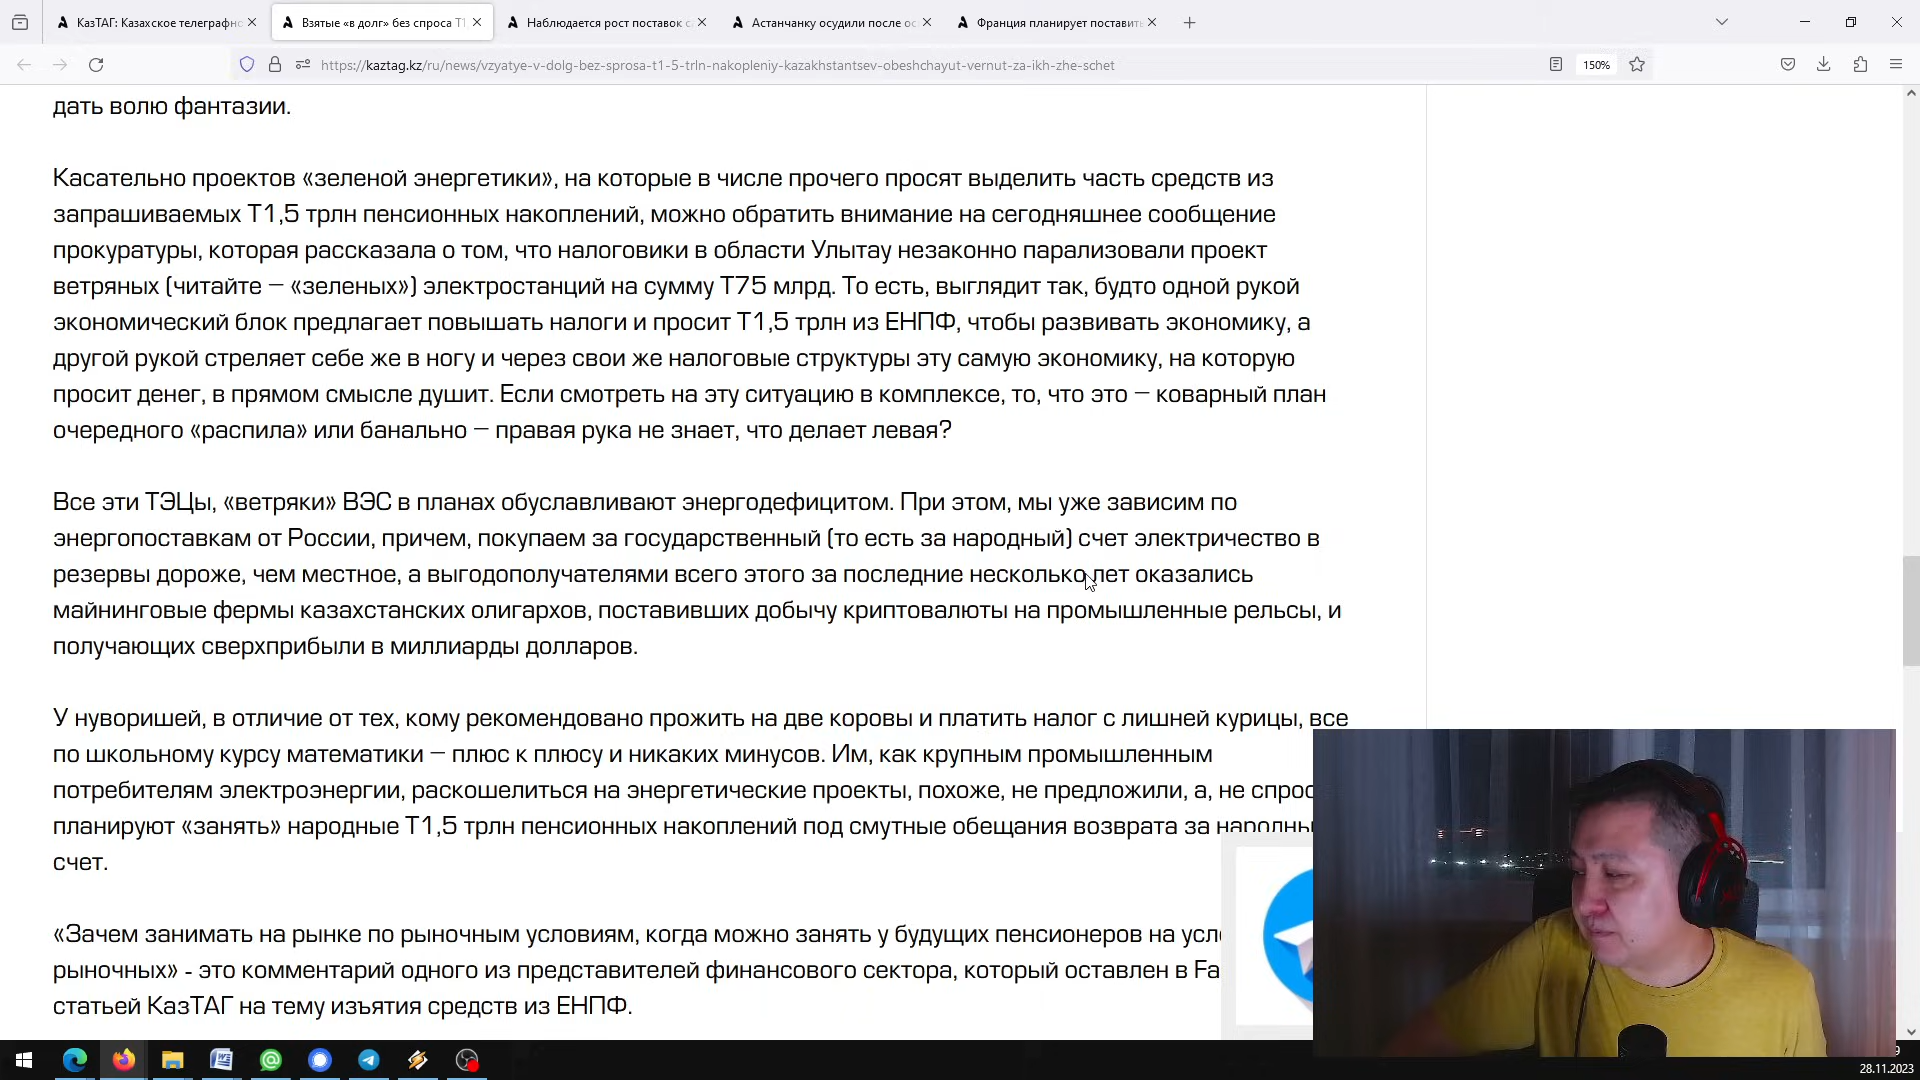 КазТАГ: Казахское телеграфн
Взятые «в долг» без спроса Т1
Наблюдается рост поставок с
Астанчанку осудили после ос
Франция планирует поставить
https://kaztag.kz/ru/news/vzyatye-v-dolg-bez-sprosa-t1-5-trln-nakopleniy-kazakhstantsev-obeshchayut-vernut-za-ikh-zhe-schet
150%
дать волю фантазии.
Касательно проектов «зеленой энергетики», на которые в числе прочего просят выделить часть средств из
запрашиваемых Т1,5 трлн пенсионных накоплений, можно обратить внимание на сегодняшнее сообщение
прокуратуры, которая рассказала о том, что налоговики в области Улытау незаконно парализовали проект
ветряных (читайте – «зеленых») электростанций на сумму Т75 млрд. То есть, выглядит так, будто одной рукой
экономический блок предлагает повышать налоги и просит Т1,5 трлн из ЕНПФ, чтобы развивать экономику, а
другой рукой стреляет себе же в ногу и через свои же налоговые структуры эту самую экономику, на которую
просит денег, в прямом смысле душит. Если смотреть на эту ситуацию в комплексе, то, что это – коварный план
очередного «распила» или банально – правая рука не знает, что делает левая?
Все эти ТЭЦы, «ветряки» ВЭС в планах обуславливают энергодефицитом. При этом, мы уже зависим по
энергопоставкам от России, причем, покупаем за государственный (то есть за народный) счет электричество в
резервы дороже, чем местное, а выгодополучателями всего этого за последние несколько лет оказались
майнинговые фермы казахстанских олигархов, поставивших добычу криптовалюты на промышленные рельсы, и
получающих сверхприбыли в миллиарды долларов.
У нуворишей, в отличие от тех, кому рекомендовано прожить на две коровы и платить налог с лишней курицы, все
по школьному курсу математики – плюс к плюсу и никаких минусов. Им, как крупным промышленным
потребителям электроэнергии, раскошелиться на энергетические проекты, похоже, не предложили, а, не спрос
планируют «занять» народные Т1,5 трлн пенсионных накоплений под смутные обещания возврата за народны
счет.
«Зачем занимать на рынке по рыночным условиям, когда можно занять у будущих пенсионеров на усло
рыночных» - это комментарий одного из представителей финансового сектора, который оставлен в Fa
статьей КазТАГ на тему изъятия средств из ЕНПФ.
28.11.2023